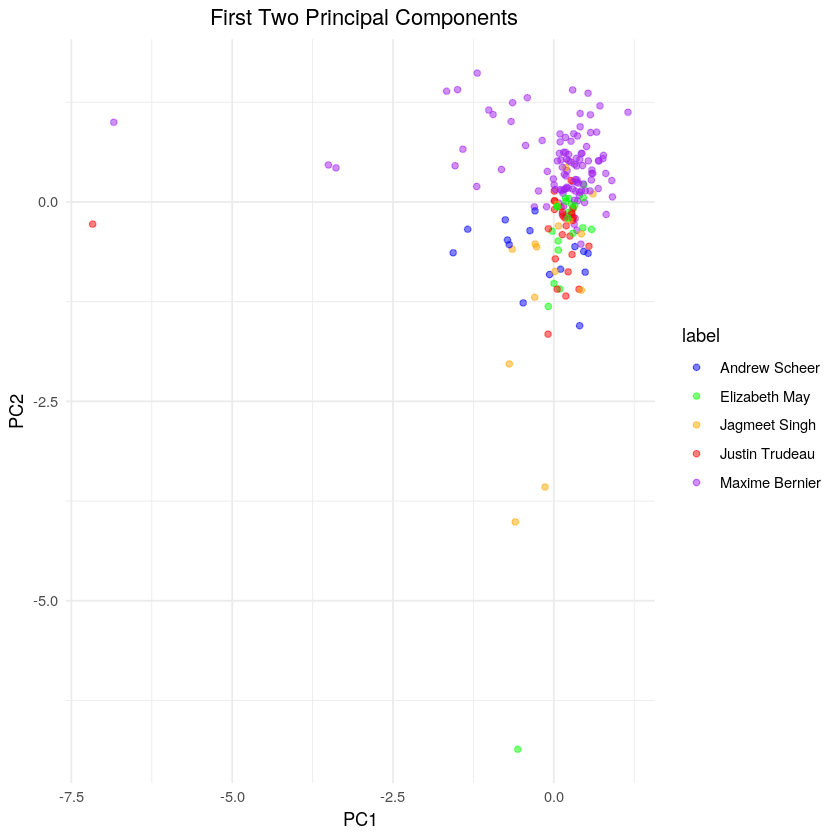 First Two Principal Components
0.0
-2.5
-5.0
PC2
-7.5
-5.0
-2.5
0.0
PC1
label
Andrew Scheer
Elizabeth May
Jagmeet Singh
Justin Trudeau
Maxime Bernier